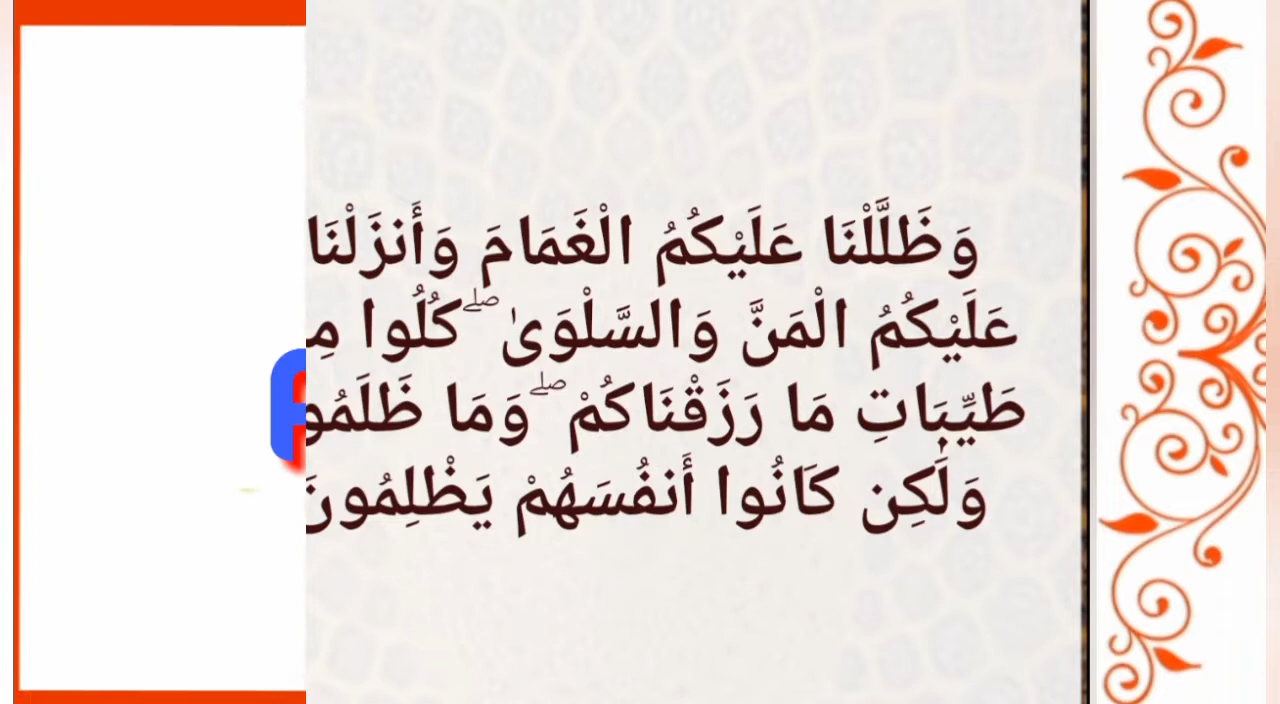 وَظَلَّلْنَا عَلَيْكُمُ الْغَمَامَ وَأَنزَلْنَا
عَلَيْكُمُ الْمَنَّ وَالسَّلْوَىٰ ۖ كُلُوا
طَيِّبَاتِ مَا رَزَقْنَاكُمْ ۖ وَمَا
وَلَٰكِن كَانُوا أَنفُسَهُمْ يَظْلِمُونَ